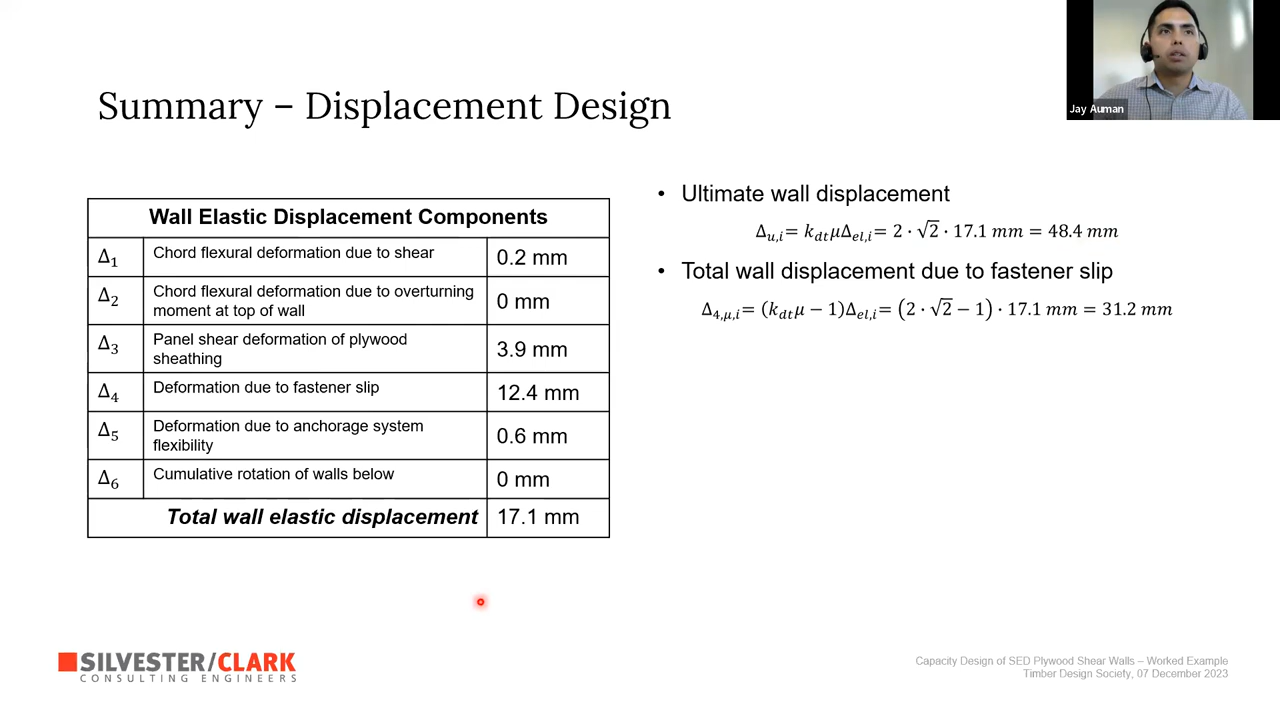 Jay Auman
Summary – Displacement Design
Wall Elastic Displacement Components
Δ₁ Chord flexural deformation due to shear 0.2 mm
Δ₂ Chord flexural deformation due to overturning
moment at top of wall 0 mm
Δ₃ Panel shear deformation of plywood
sheathing 3.9 mm
Δ₄ Deformation due to fastener slip 12.4 mm
Δ₅ Deformation due to anchorage system
flexibility 0.6 mm
Δ₆ Cumulative rotation of walls below 0 mm
Total wall elastic displacement 17.1 mm
• Ultimate wall displacement
Δu,i= kdtμΔel,i= 2 · √2 · 17.1 mm = 48.4 mm
• Total wall displacement due to fastener slip
Δ4,μ,i= (kdtμ − 1)Δel,i= (2 · √2 − 1) · 17.1 mm = 31.2 mm
SILVESTER/CLARK
CONSULTING ENGINEERS
Capacity Design of SED Plywood Shear Walls – Worked Example
Timber Design Society, 07 December 2023